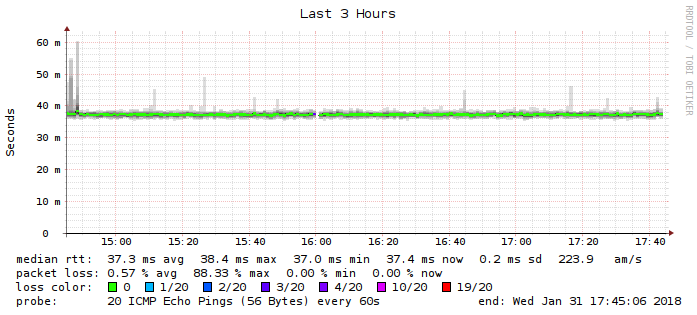 Last 3 Hours
RRDTOOL / TOBI OETIKER
Seconds
60 m
50 m
40 m
30 m
20 m
10 m
0
15:00 15:20 15:40 16:00 16:20 16:40 17:00 17:20 17:40
median rtt: 37.3 ms avg 38.4 ms max 37.0 ms min 37.4 ms now 0.2 ms sd 223.9 am/s
packet loss: 0.57 % avg 88.33 % max 0.00 % min 0.00 % now
loss color: 0 1/20 2/20 3/20 4/20 10/20 19/20
probe: 20 ICMP Echo Pings (56 Bytes) every 60s end: Wed Jan 31 17:45:06 2018